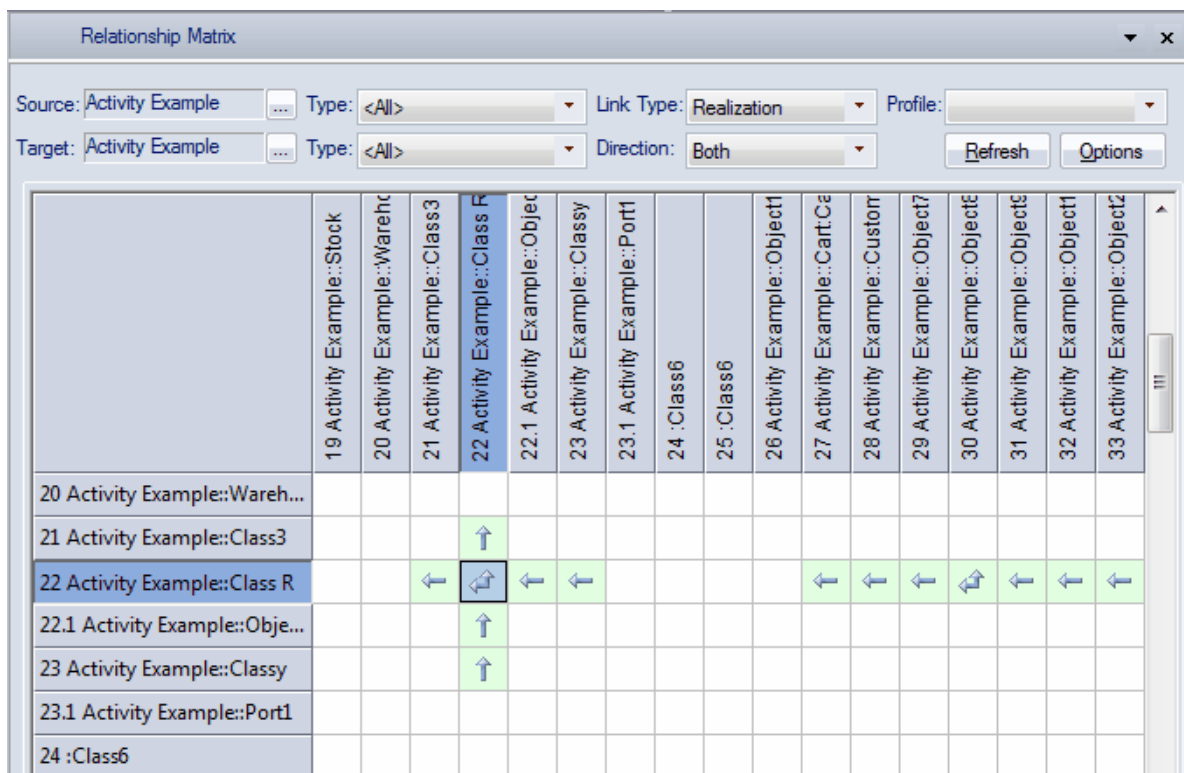 Relationship Matrix
Source: Activity Example ... Type: <All> Link Type: Realization Profile:
Target: Activity Example ... Type: <All> Direction: Both Refresh Options
19 Activity Example::Stock
20 Activity Example::Warehc
21 Activity Example::Class3
22 Activity Example::Class R
22.1 Activity Example::Objec
23 Activity Example::Classy
23.1 Activity Example::Port1
24 :Class6
25 :Class6
26 Activity Example::Object1
27 Activity Example::Cart:Ca
28 Activity Example::Custom
29 Activity Example::Object7
30 Activity Example::Object8
31 Activity Example::Object9
32 Activity Example::Object1
33 Activity Example::Object2
20 Activity Example::Wareh...
21 Activity Example::Class3
22 Activity Example::Class R
22.1 Activity Example::Obje...
23 Activity Example::Classy
23.1 Activity Example::Port1
24 :Class6